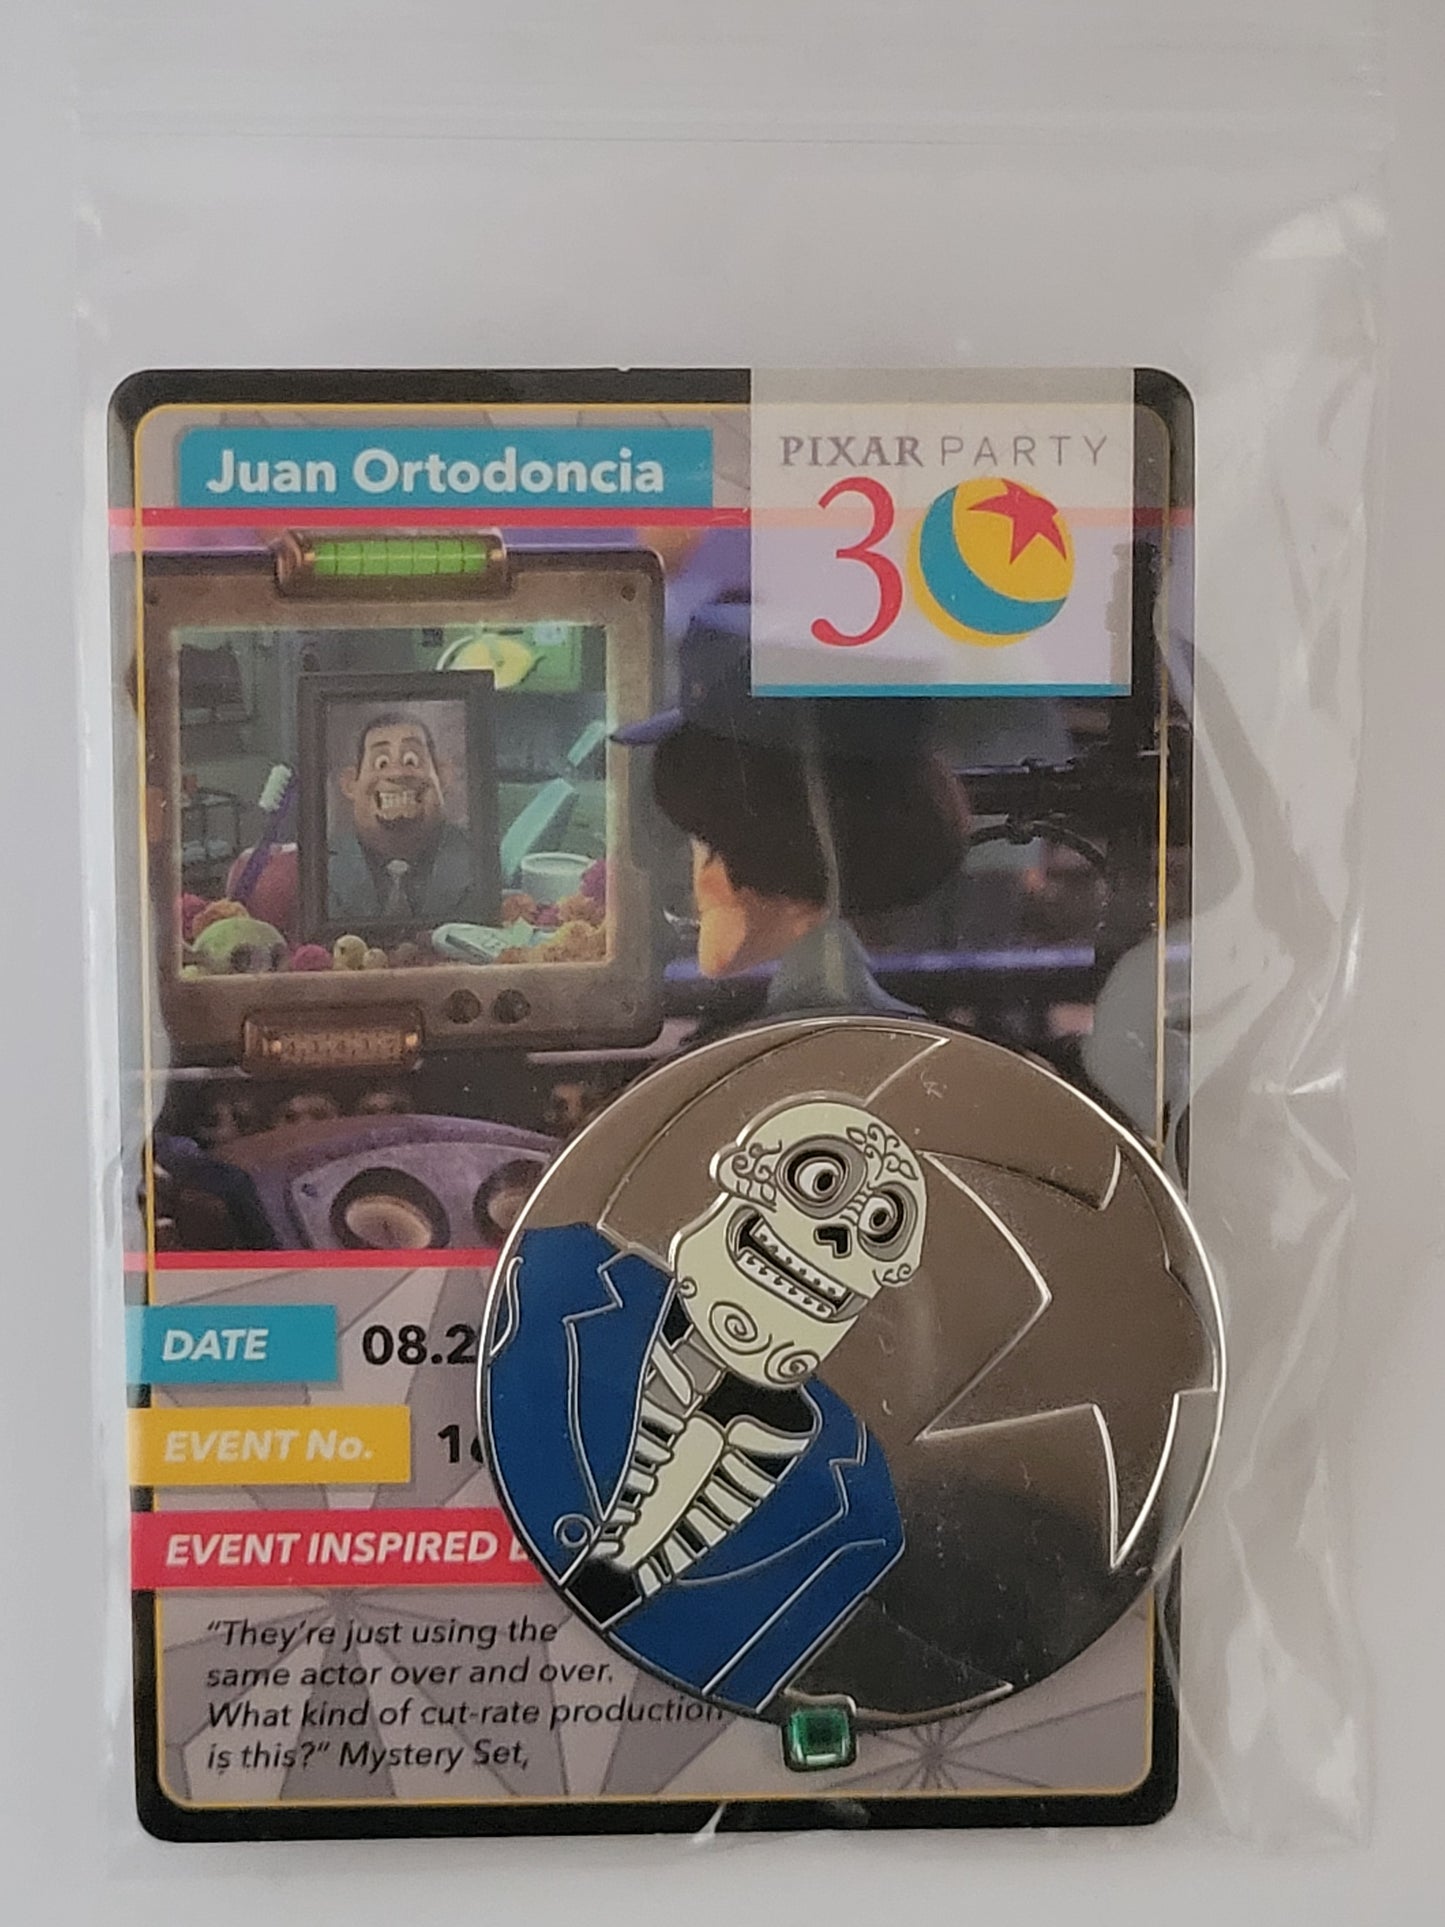 Juan Ortodoncia
PIXAR PARTY
30
DATE 08.2
EVENT No.
EVENT INSPIRED
"They're just using the
same actor over and over.
What kind of cut-rate production
is this?" Mystery Set,